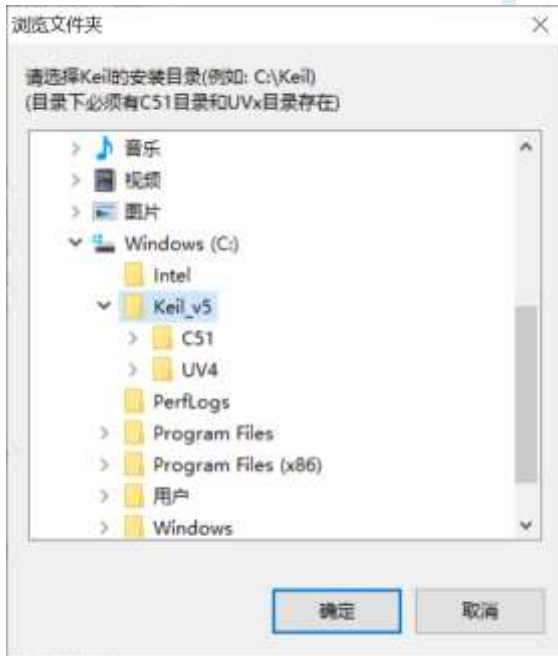 浏览文件夹
请选择Keil的安装目录(例如: C:\Keil)
(目录下必须有C51目录和UVx目录存在)
音乐
视频
图片
Windows (C:)
Intel
Keil_v5
C51
UV4
PerfLogs
Program Files
Program Files (x86)
用户
Windows
确定 取消